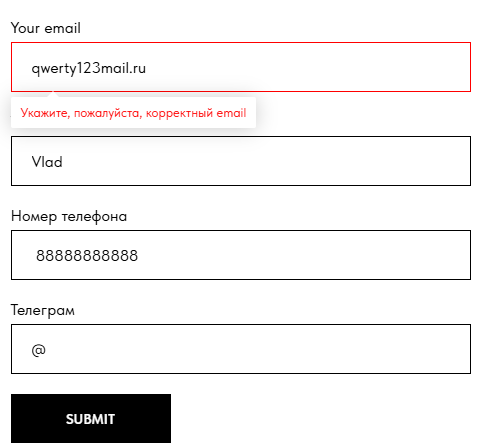 Your email
qwerty123mail.ru
Укажите, пожалуйста, корректный email
Vlad
Номер телефона
88888888888
Телеграм
@
SUBMIT